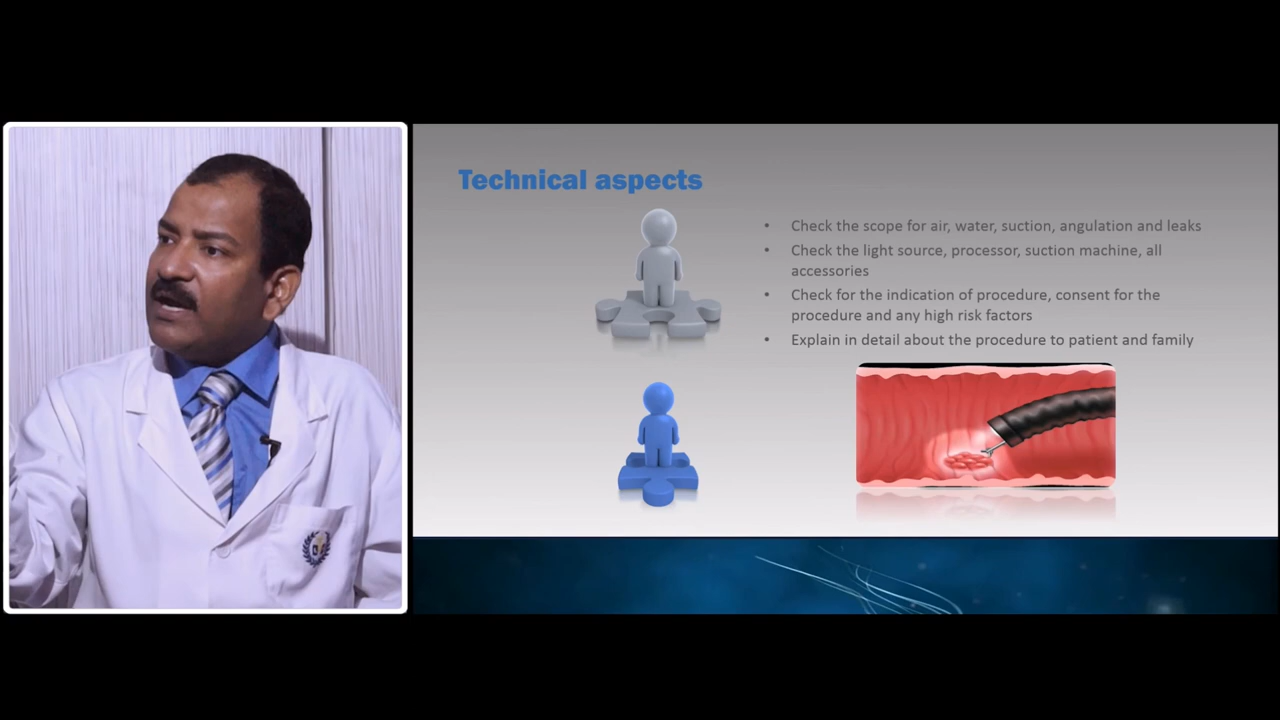 Technical aspects
• Check the scope for air, water, suction, angulation and leaks
• Check the light source, processor, suction machine, all
accessories
• Check for the indication of procedure, consent for the
procedure and any high risk factors
• Explain in detail about the procedure to patient and family